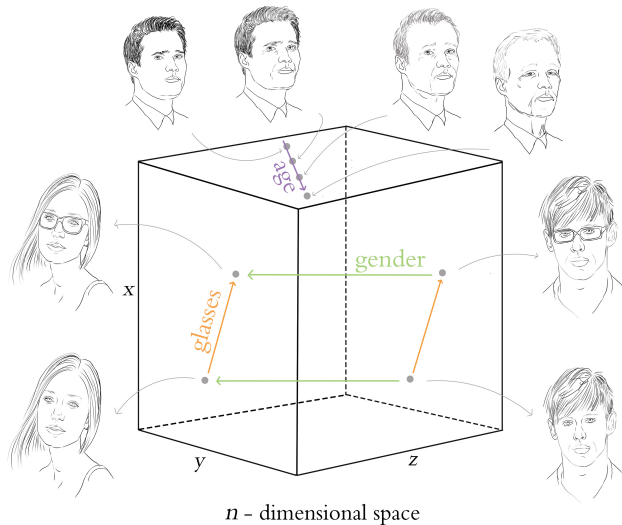 age
gender
x
glasses
y
z
n - dimensional space